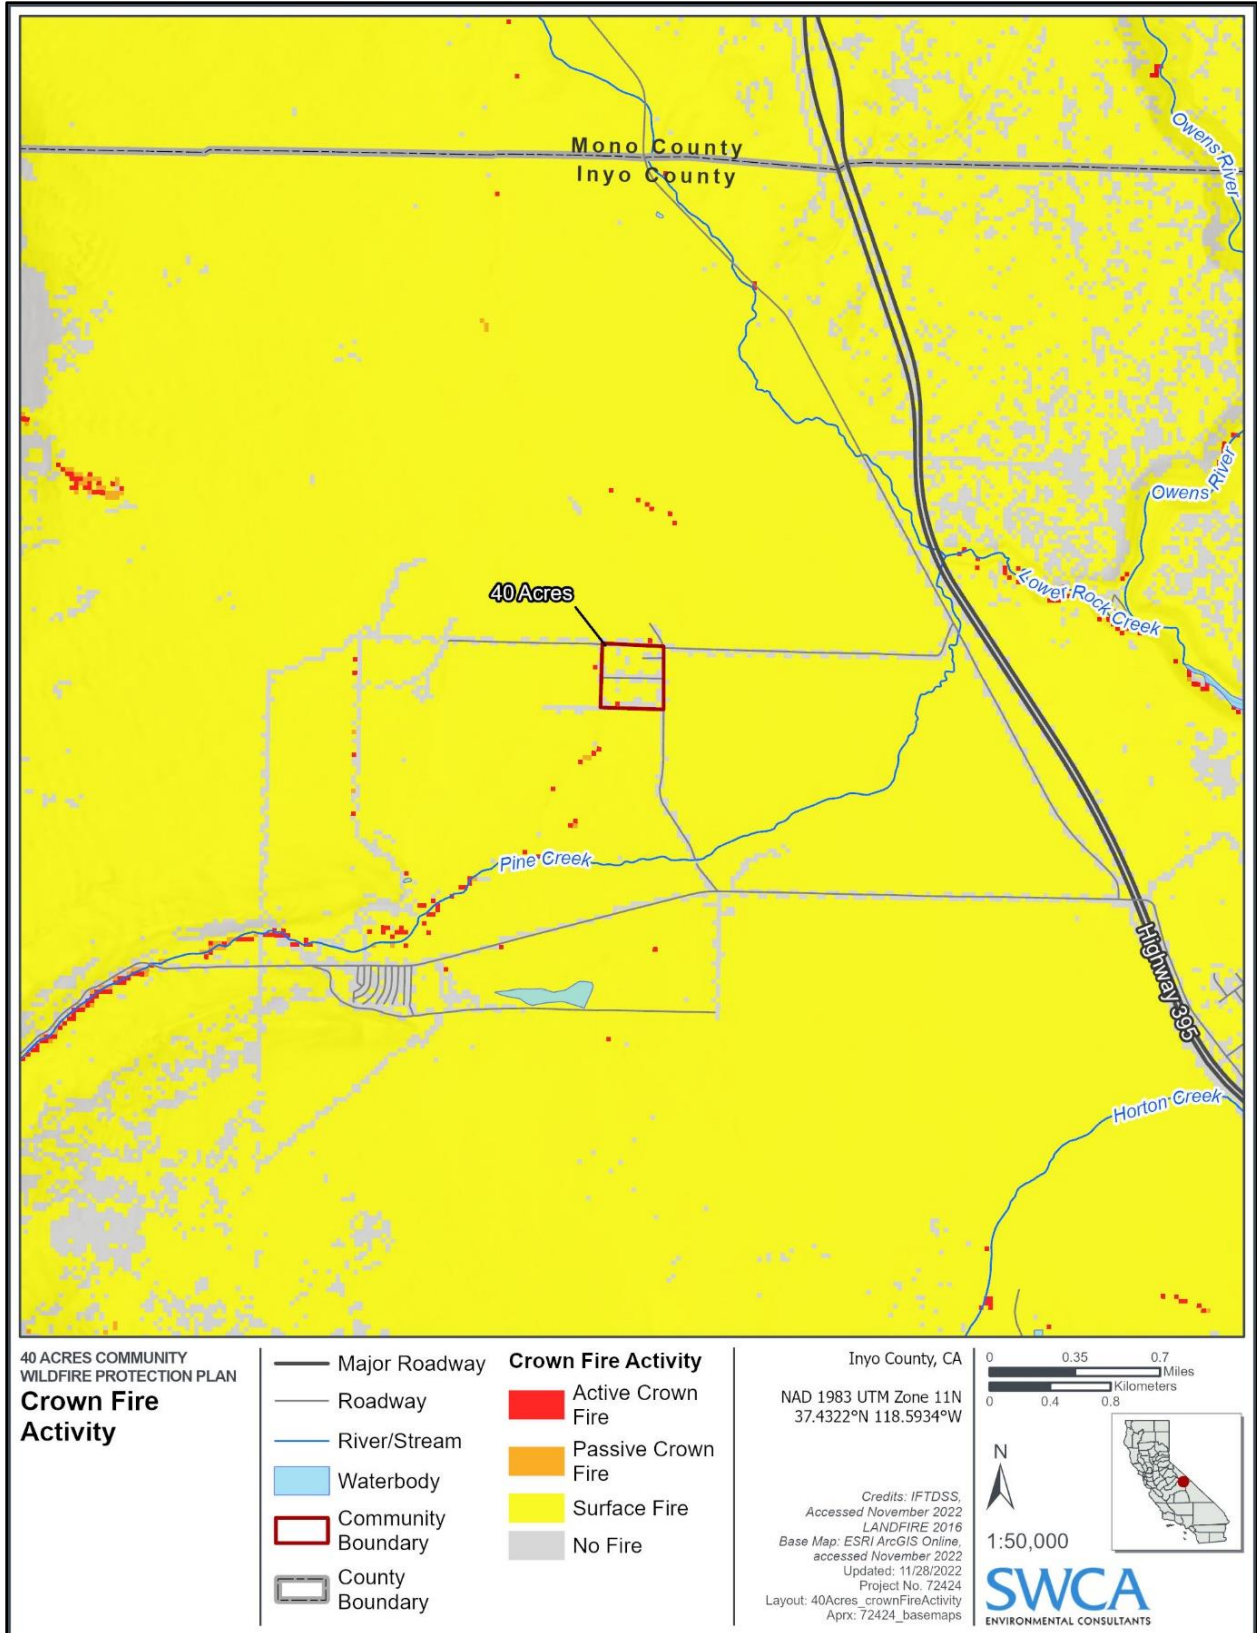 Mono County
Inyo County
Owens River
Owens River
Lower Rock Creek
40 Acres
Pine Creek
Highway 395
Horton Creek
40 ACRES COMMUNITY
WILDFIRE PROTECTION PLAN
Crown Fire
Activity
Major Roadway
Roadway
River/Stream
Waterbody
Community
Boundary
County
Boundary
Crown Fire Activity
Active Crown
Fire
Passive Crown
Fire
Surface Fire
No Fire
Inyo County, CA
NAD 1983 UTM Zone 11N
37.4322°N 118.5934°W
Credits: IFTDSS,
Accessed November 2022
LANDFIRE 2016
Base Map: ESRI ArcGIS Online,
accessed November 2022
Updated: 11/28/2022
Project No. 72424
Layout: 40Acres_crownFireActivity
Aprx: 72424_basemaps
0 0.35 0.7
Miles
Kilometers
0 0.4 0.8
N
1:50,000
SWCA
ENVIRONMENTAL CONSULTANTS